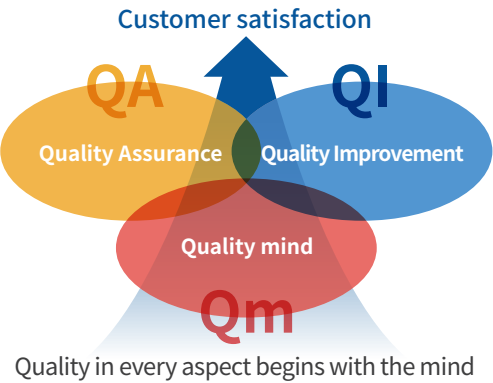 Customer satisfaction
QA
QI
Quality Assurance
Quality Improvement
Quality mind
Qm
Quality in every aspect begins with the mind